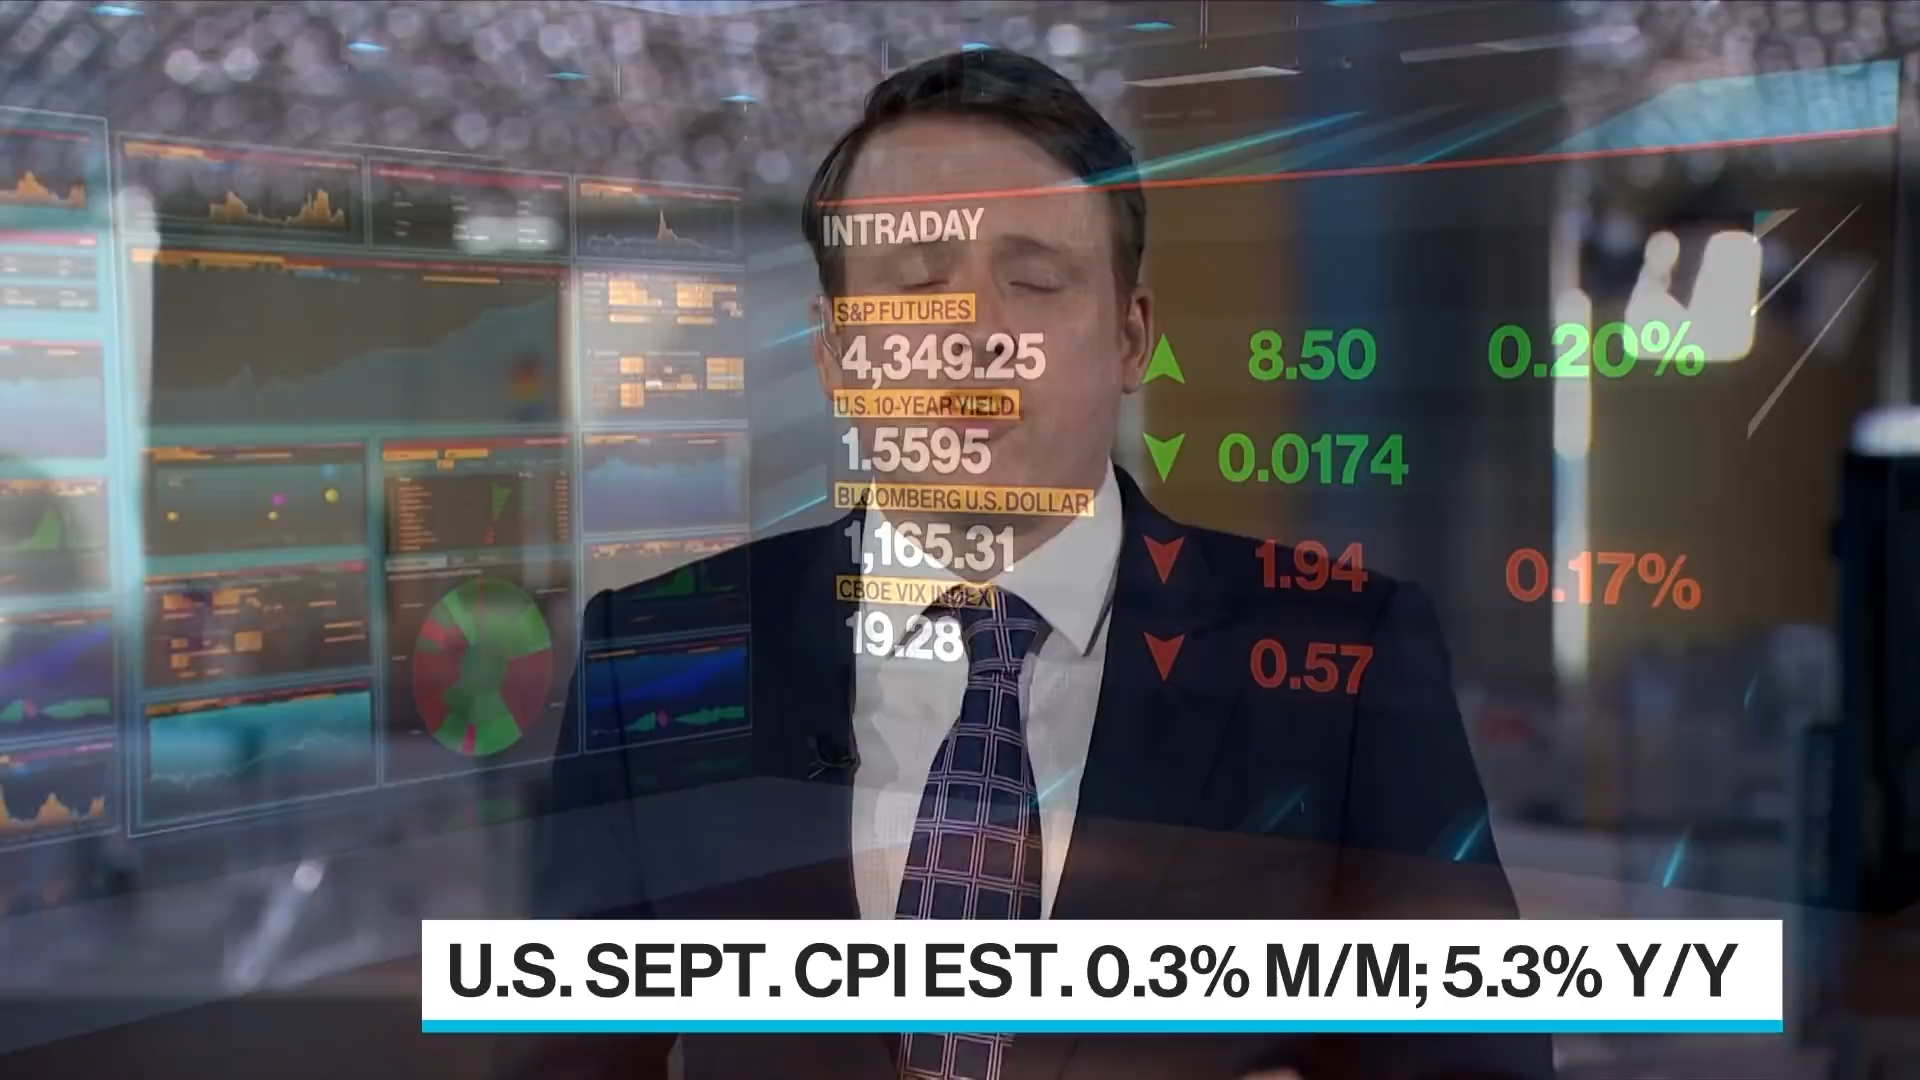 INTRADAY
S&P FUTURES
4,349.25 8.50 0.20%
U.S. 10-YEAR YIELD
1.5595 0.0174
BLOOMBERG U.S. DOLLAR
1,165.31 1.94 0.17%
CBOE VIX INDEX
19.28 0.57
U.S. SEPT. CPI EST. 0.3% M/M; 5.3% Y/Y